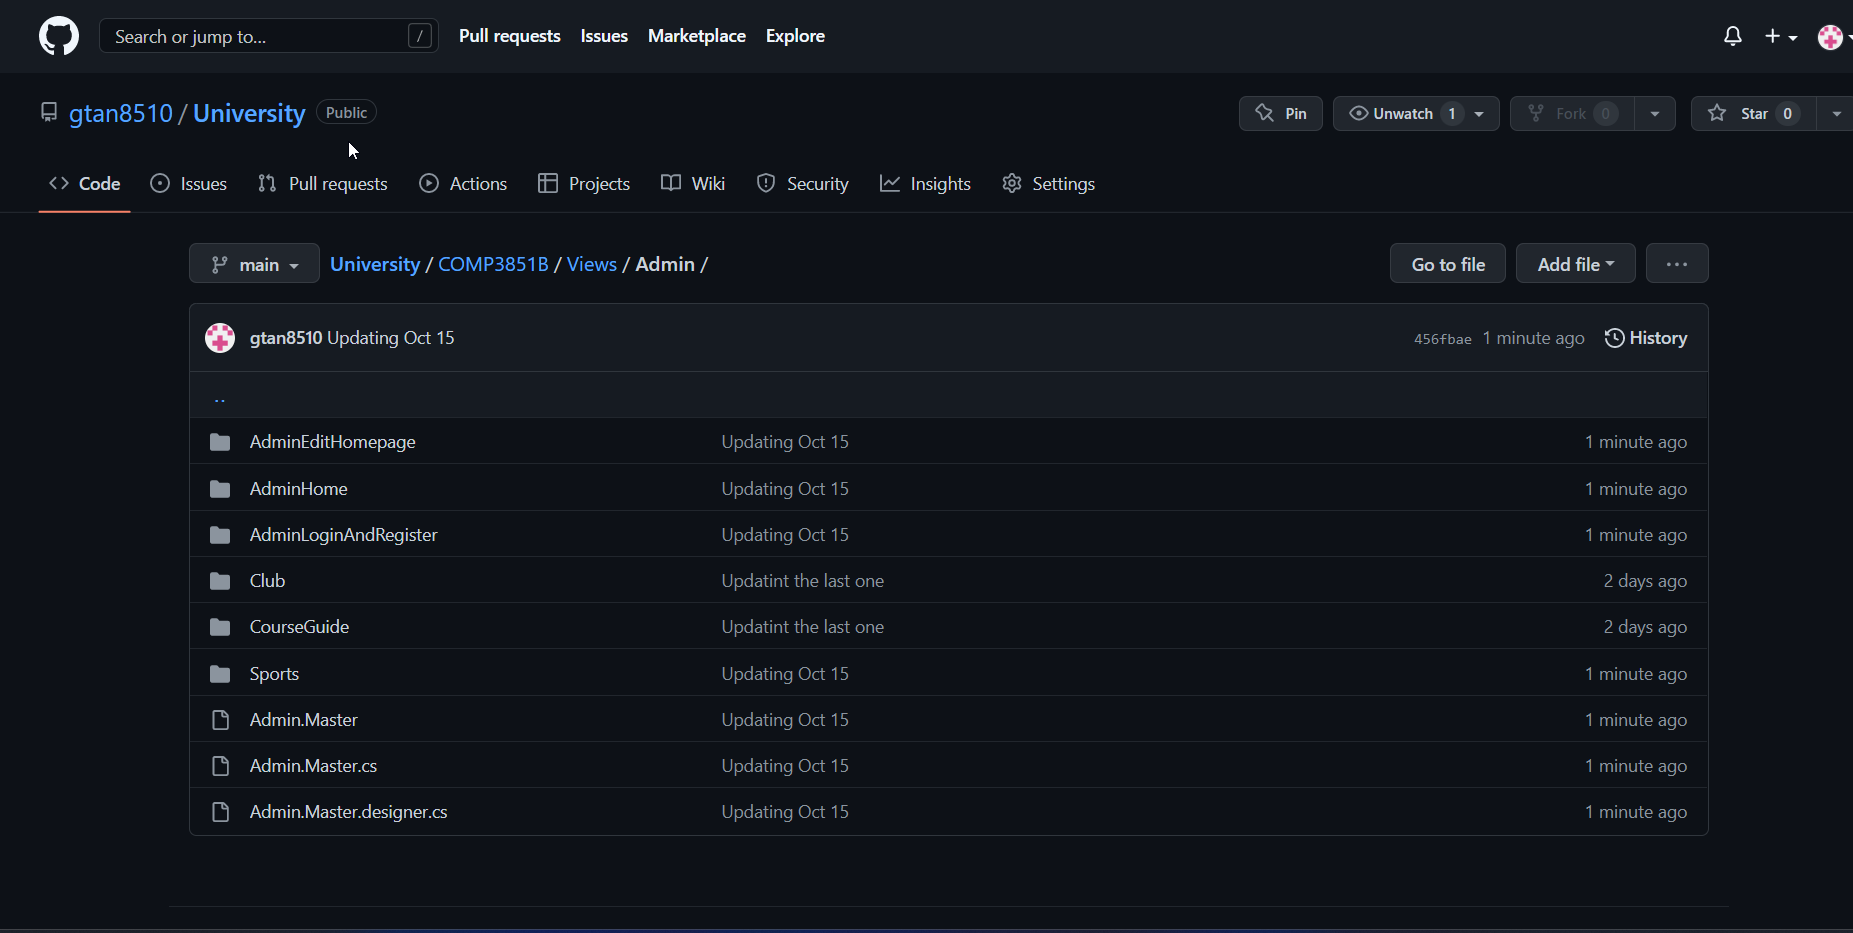 Search or jump to... / Pull requests Issues Marketplace Explore
gtan8510 / University Public Pin Unwatch 1 Fork 0 Star 0
Code Issues Pull requests Actions Projects Wiki Security Insights Settings
main University / COMP3851B / Views / Admin / Go to file Add file ...
gtan8510 Updating Oct 15 456fbae 1 minute ago History
..
AdminEditHomepage Updating Oct 15 1 minute ago
AdminHome Updating Oct 15 1 minute ago
AdminLoginAndRegister Updating Oct 15 1 minute ago
Club Updatint the last one 2 days ago
CourseGuide Updatint the last one 2 days ago
Sports Updating Oct 15 1 minute ago
Admin.Master Updating Oct 15 1 minute ago
Admin.Master.cs Updating Oct 15 1 minute ago
Admin.Master.designer.cs Updating Oct 15 1 minute ago